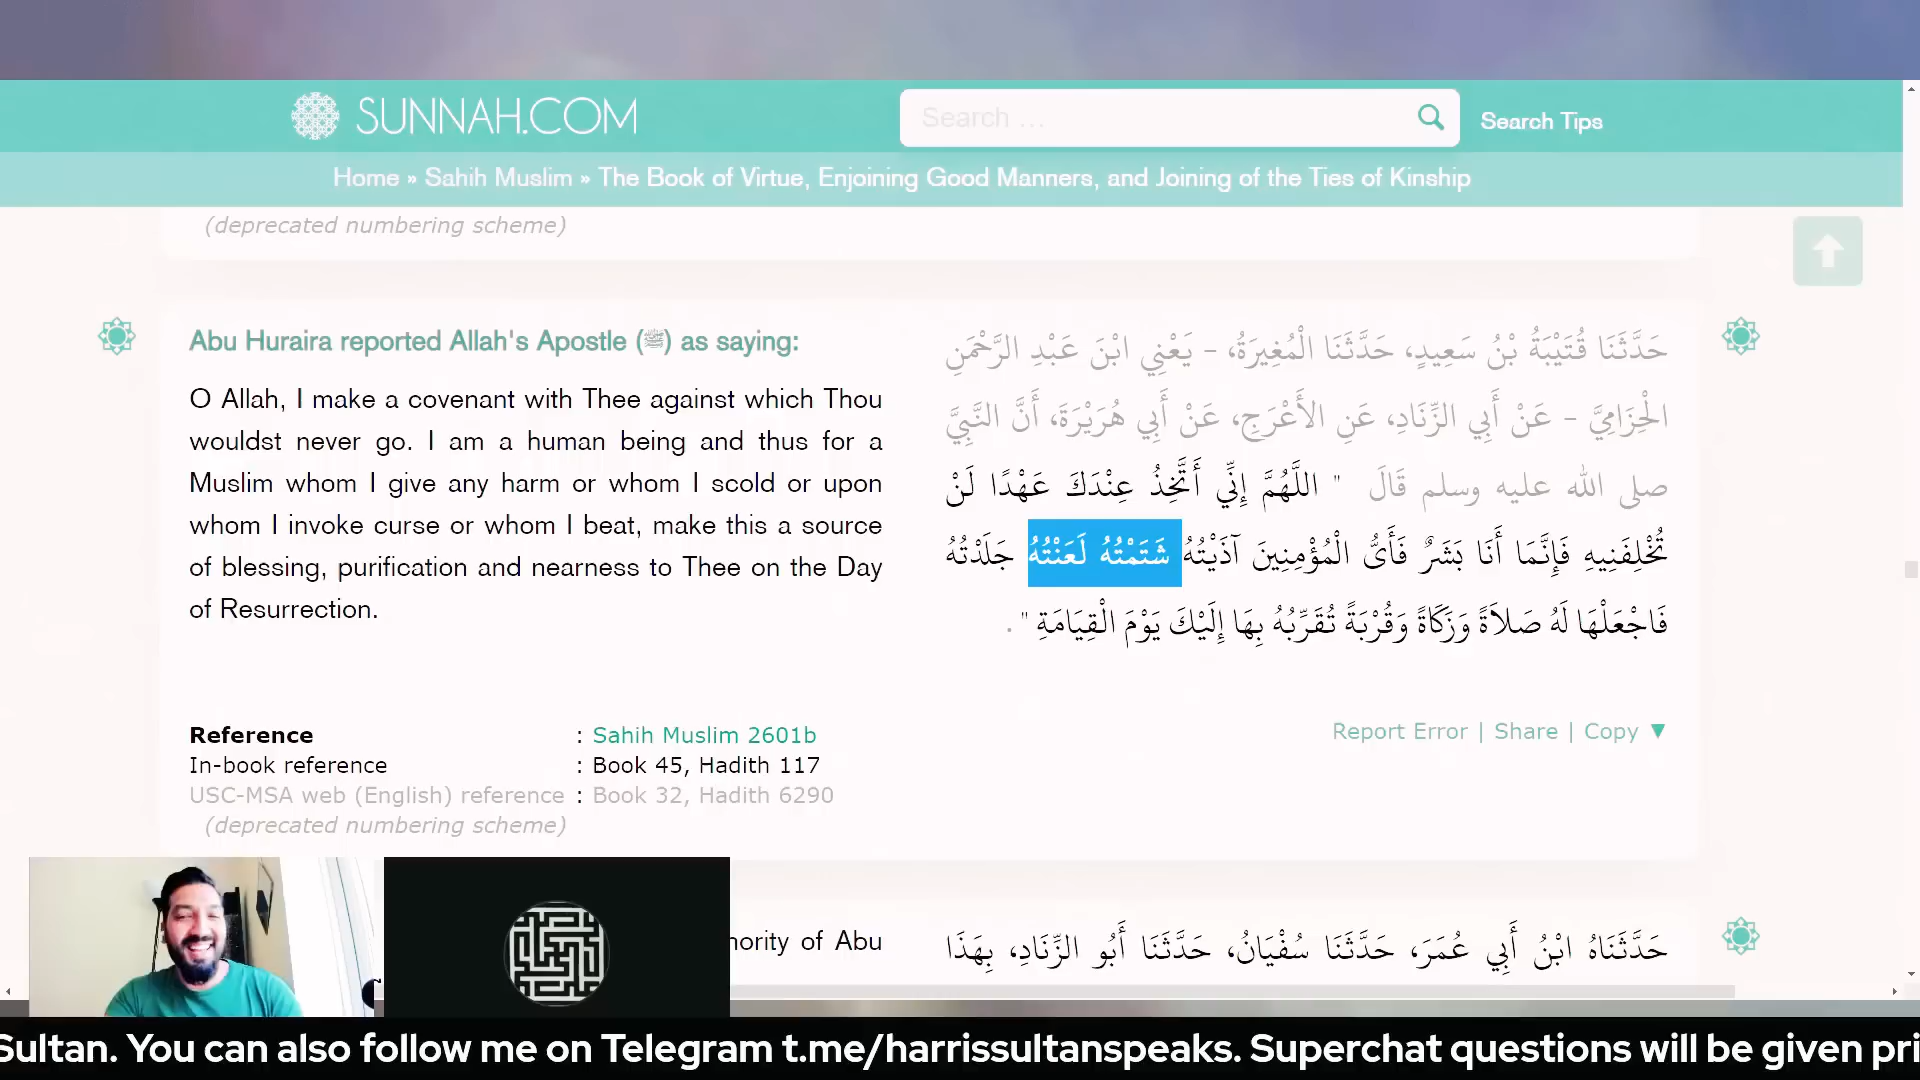 SUNNAH.COM
Search ...
Search Tips
Home » Sahih Muslim » The Book of Virtue, Enjoining Good Manners, and Joining of the Ties of Kinship
(deprecated numbering scheme)
Abu Huraira reported Allah's Apostle (ﷺ) as saying:
O Allah, I make a covenant with Thee against which Thou
wouldst never go. I am a human being and thus for a
Muslim whom I give any harm or whom I scold or upon
whom I invoke curse or whom I beat, make this a source
of blessing, purification and nearness to Thee on the Day
of Resurrection.
حَدَّثَنَا قُتَيْبَةُ بْنُ سَعِيدٍ، حَدَّثَنَا الْمُغِيرَةُ، - يَعْنِي ابْنَ عَبْدِ الرَّحْمَنِ
الْحِزَامِيَّ - عَنْ أَبِي الزِّنَادِ، عَنِ الأَعْرَجِ، عَنْ أَبِي هُرَيْرَةَ، أَنَّ النَّبِيَّ
صلى الله عليه وسلم قَالَ " اللَّهُمَّ إِنِّي أَتَّخِذُ عِنْدَكَ عَهْدًا لَنْ
تُخْلِفَنِيهِ فَإِنَّمَا أَنَا بَشَرٌ فَأَىُّ الْمُؤْمِنِينَ آذَيْتُهُ شَتَمْتُهُ لَعَنْتُهُ جَلَدْتُهُ
فَاجْعَلْهَا لَهُ صَلاَةً وَزَكَاةً وَقُرْبَةً تُقَرِّبُهُ بِهَا إِلَيْكَ يَوْمَ الْقِيَامَةِ " .
Reference : Sahih Muslim 2601b
In-book reference : Book 45, Hadith 117
USC-MSA web (English) reference : Book 32, Hadith 6290
(deprecated numbering scheme)
Report Error | Share | Copy ▼
hority of Abu
حَدَّثَنَاهُ ابْنُ أَبِي عُمَرَ، حَدَّثَنَا سُفْيَانُ، حَدَّثَنَا أَبُو الزِّنَادِ، بِهَذَا
Sultan. You can also follow me on Telegram t.me/harrissultanspeaks. Superchat questions will be given pri